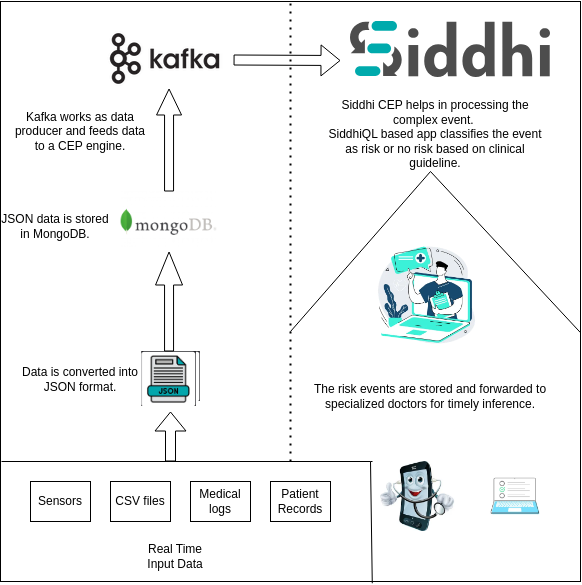 kafka
Siddhi
Kafka works as data
producer and feeds data
to a CEP engine.
Siddhi CEP helps in processing the
complex event.
SiddhiQL based app classifies the event
as risk or no risk based on clinical
guideline.
JSON data is stored
in MongoDB.
mongoDB.
Data is converted into
JSON format.
JSON
The risk events are stored and forwarded to
specialized doctors for timely inference.
Sensors
CSV files
Medical
logs
Patient
Records
Real Time
Input Data